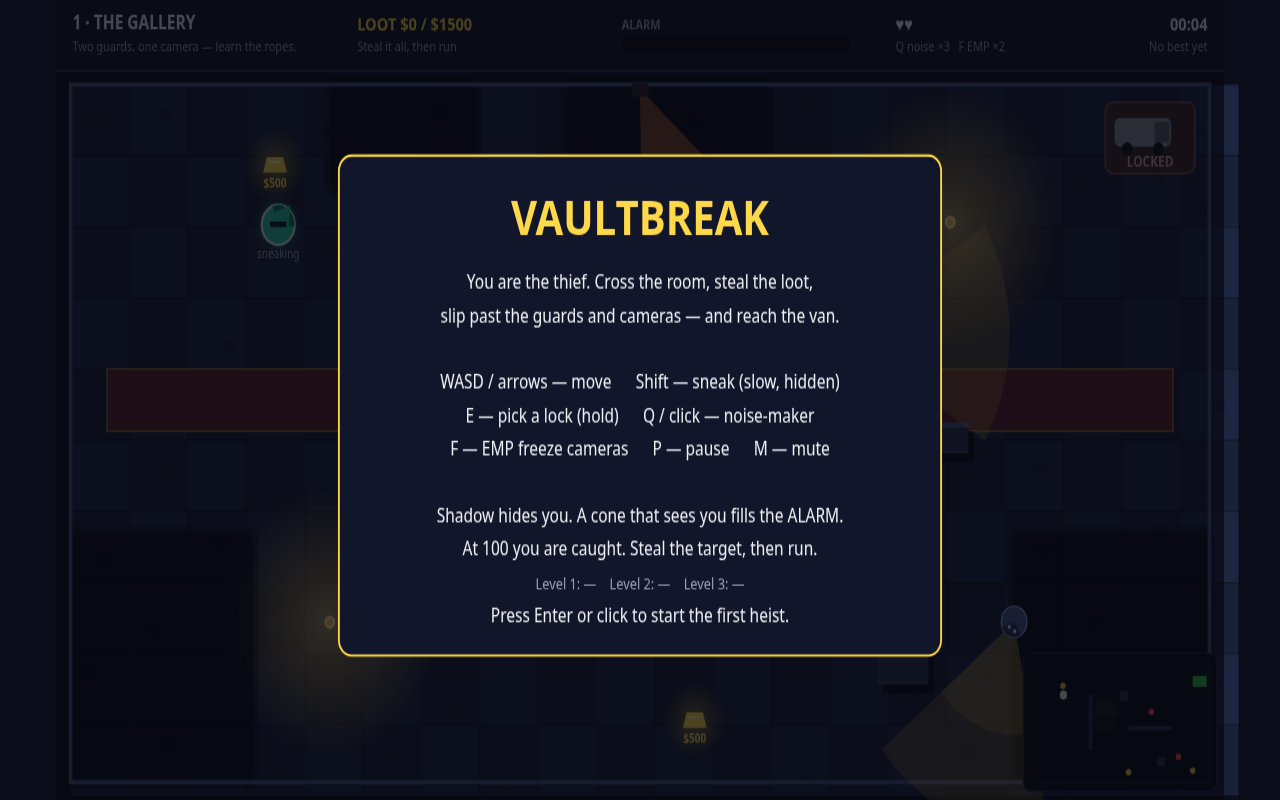 1 · THE GALLERY
Two guards, one camera — learn the ropes.
LOOT $0 / $1500
Steal it all, then run
ALARM
♥♥
Q noise ×3 F EMP ×2
00:04
No best yet
$500
sneaking
LOCKED
VAULTBREAK
You are the thief. Cross the room, steal the loot,
slip past the guards and cameras — and reach the van.
WASD / arrows — move Shift — sneak (slow, hidden)
E — pick a lock (hold) Q / click — noise-maker
F — EMP freeze cameras P — pause M — mute
Shadow hides you. A cone that sees you fills the ALARM.
At 100 you are caught. Steal the target, then run.
Level 1: — Level 2: — Level 3: —
Press Enter or click to start the first heist.
$500